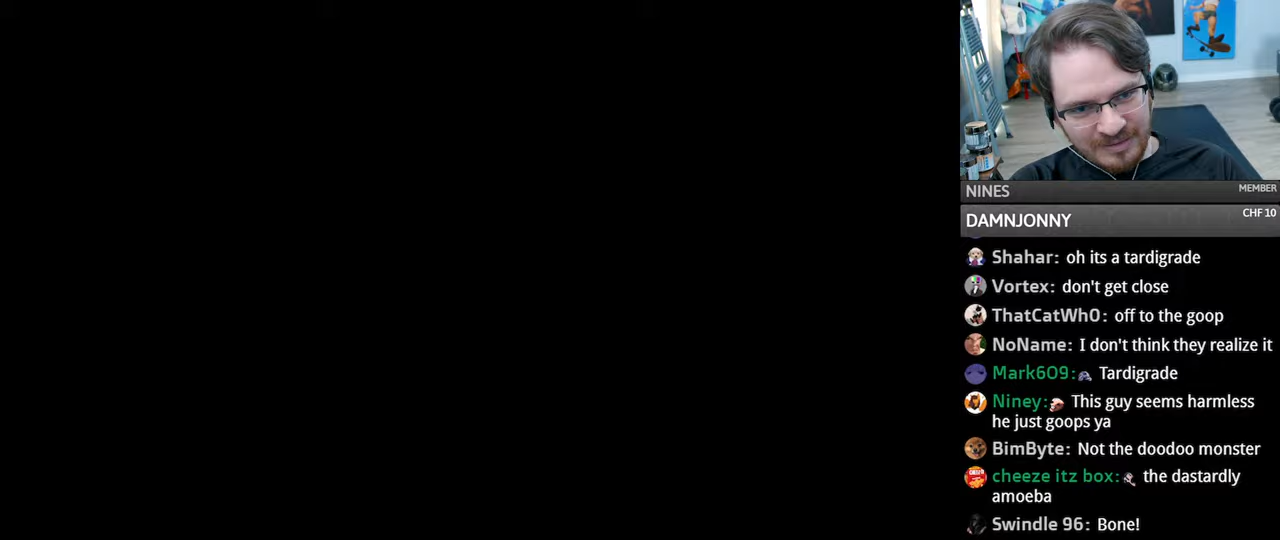 NINES MEMBER
DAMNJONNY CHF 10
Shahar: oh its a tardigrade
Vortex: don't get close
ThatCatWhO: off to the goop
NoName: I don't think they realize it
Mark609: Tardigrade
Niney: This guy seems harmless
he just goops ya
BimByte: Not the doodoo monster
cheeze itz box: the dastardly
amoeba
Swindle 96: Bone!